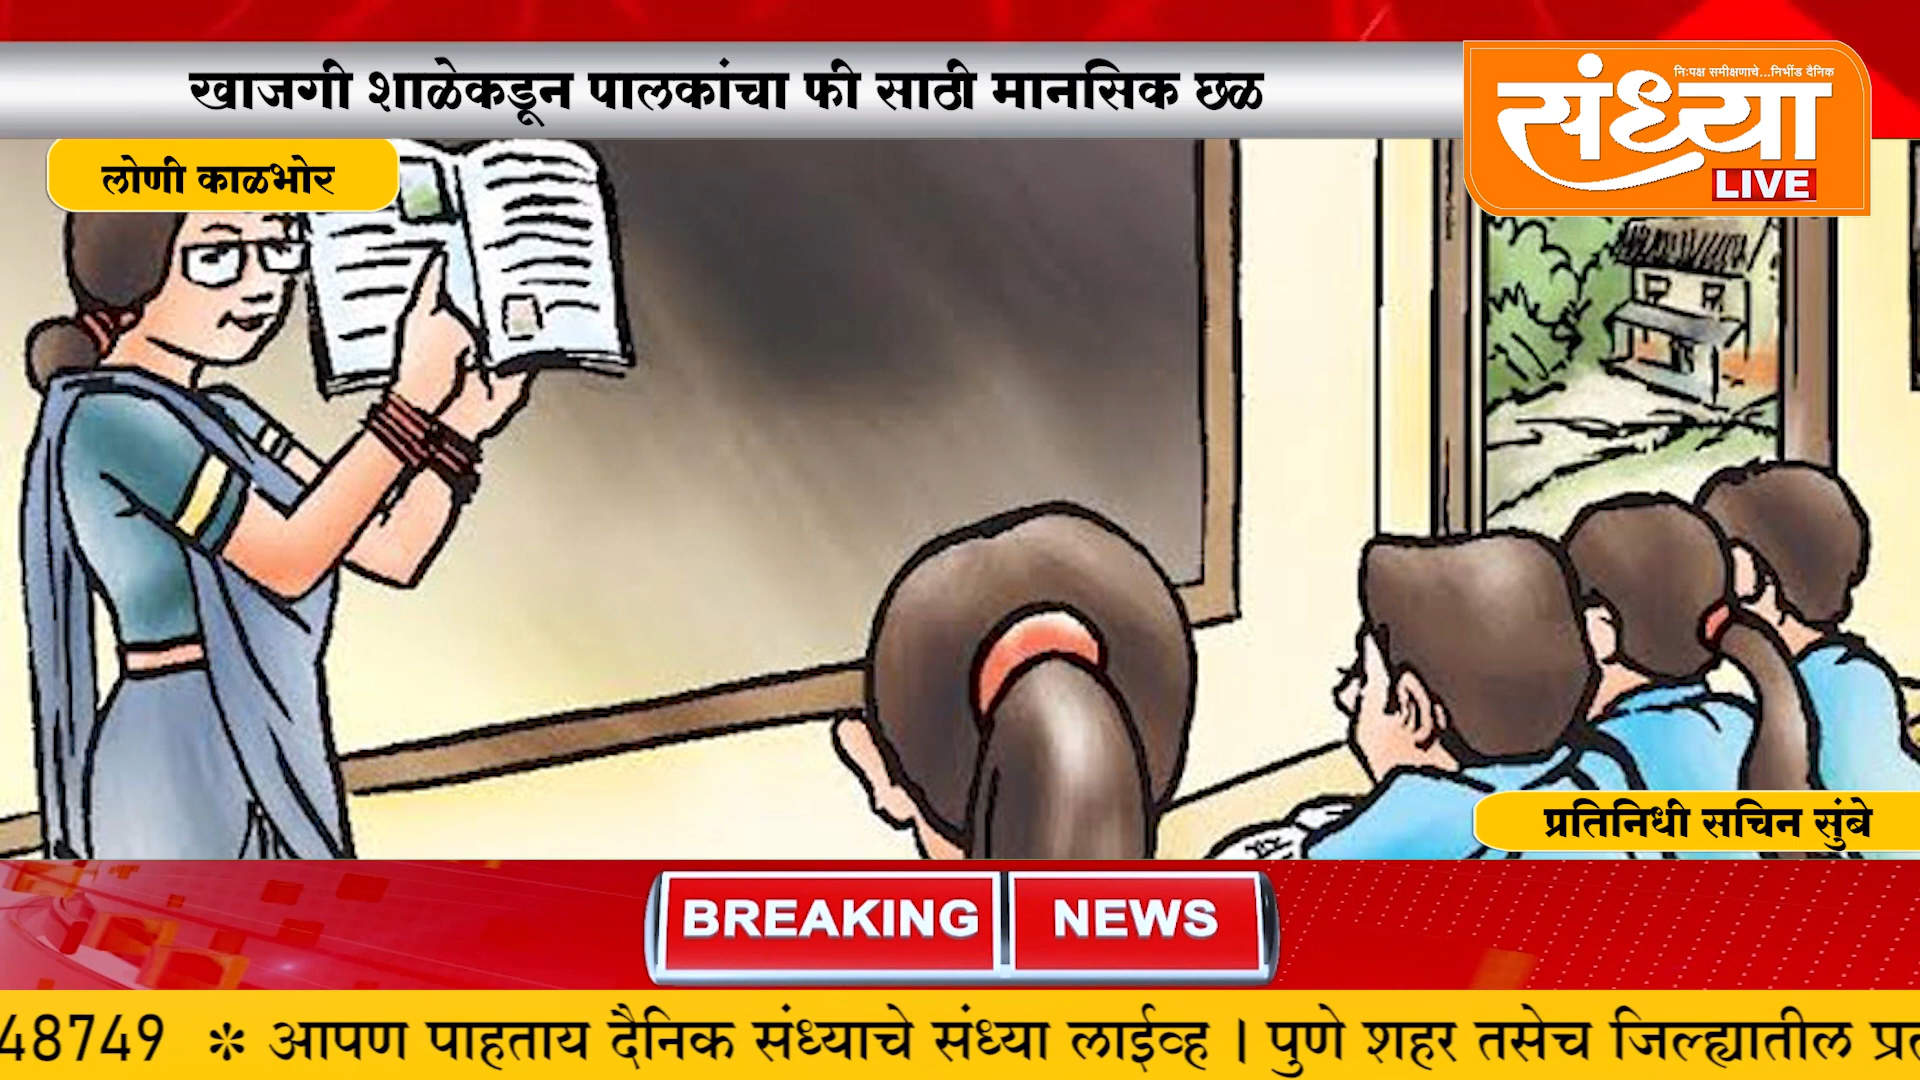 खाजगी शाळेकडून पालकांचा फी साठी मानसिक छळ
निःपक्ष समीक्षणाचे...निर्भीड दैनिक
संध्या
LIVE
लोणी काळभोर
प्रतिनिधी सचिन सुंबे
BREAKING NEWS
48749 * आपण पाहताय दैनिक संध्याचे संध्या लाईव्ह । पुणे शहर तसेच जिल्ह्यातील प्रत